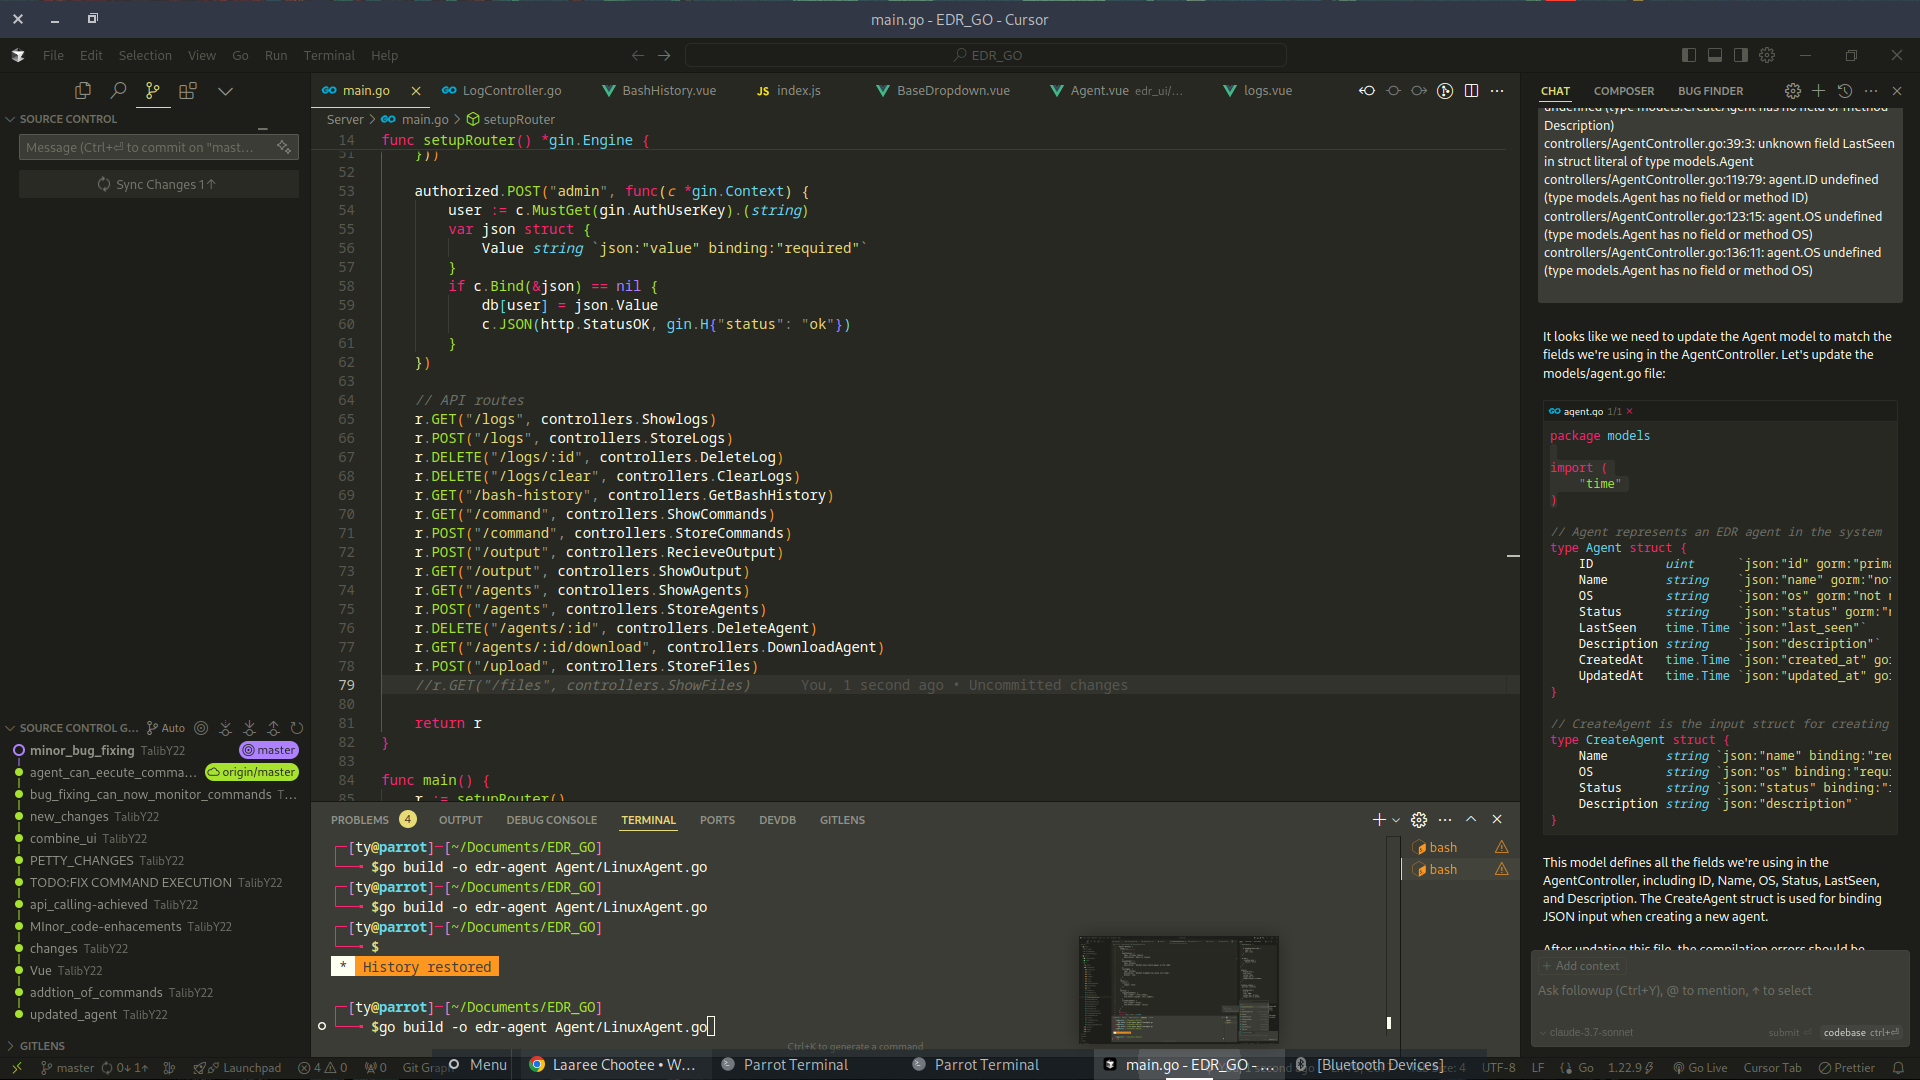 main.go - EDR_GO - Cursor
File Edit Selection View Go Run Terminal Help
EDR_GO
SOURCE CONTROL
Message (Ctrl+⏎ to commit on "mast...
Sync Changes 1↑
SOURCE CONTROL G... Auto
minor_bug_fixing TalibY22 master
agent_can_eecute_comma... origin/master
bug_fixing_can_now_monitor_commands T...
new_changes TalibY22
combine_ui TalibY22
PETTY_CHANGES TalibY22
TODO:FIX COMMAND EXECUTION TalibY22
api_calling-achieved TalibY22
MInor_code-enhacements TalibY22
changes TalibY22
Vue TalibY22
addtion_of_commands TalibY22
updated_agent TalibY22
GITLENS
main.go LogController.go BashHistory.vue index.js BaseDropdown.vue Agent.vue edr_ui/... logs.vue
Server > main.go > setupRouter
14 func setupRouter() *gin.Engine {
51 }))
52
53 authorized.POST("admin", func(c *gin.Context) {
54 user := c.MustGet(gin.AuthUserKey).(string)
55 var json struct {
56 Value string `json:"value" binding:"required"`
57 }
58 if c.Bind(&json) == nil {
59 db[user] = json.Value
60 c.JSON(http.StatusOK, gin.H{"status": "ok"})
61 }
62 })
63
64 // API routes
65 r.GET("/logs", controllers.Showlogs)
66 r.POST("/logs", controllers.StoreLogs)
67 r.DELETE("/logs/:id", controllers.DeleteLog)
68 r.DELETE("/logs/clear", controllers.ClearLogs)
69 r.GET("/bash-history", controllers.GetBashHistory)
70 r.GET("/command", controllers.ShowCommands)
71 r.POST("/command", controllers.StoreCommands)
72 r.POST("/output", controllers.RecieveOutput)
73 r.GET("/output", controllers.ShowOutput)
74 r.GET("/agents", controllers.ShowAgents)
75 r.POST("/agents", controllers.StoreAgents)
76 r.DELETE("/agents/:id", controllers.DeleteAgent)
77 r.GET("/agents/:id/download", controllers.DownloadAgent)
78 r.POST("/upload", controllers.StoreFiles)
79 //r.GET("/files", controllers.ShowFiles) You, 1 second ago • Uncommitted changes
80
81 return r
82 }
83
84 func main() {
85 r := setupRouter()
PROBLEMS 4 OUTPUT DEBUG CONSOLE TERMINAL PORTS DEVDB GITLENS
[ty@parrot]-[~/Documents/EDR_GO]
$go build -o edr-agent Agent/LinuxAgent.go
[ty@parrot]-[~/Documents/EDR_GO]
$go build -o edr-agent Agent/LinuxAgent.go
[ty@parrot]-[~/Documents/EDR_GO]
$
* History restored
[ty@parrot]-[~/Documents/EDR_GO]
$go build -o edr-agent Agent/LinuxAgent.go
Ctrl+K to generate a command
bash
bash
CHAT COMPOSER BUG FINDER
undefined (type models.CreateAgent has no field or method
Description)
controllers/AgentController.go:39:3: unknown field LastSeen
in struct literal of type models.Agent
controllers/AgentController.go:119:79: agent.ID undefined
(type models.Agent has no field or method ID)
controllers/AgentController.go:123:15: agent.OS undefined
(type models.Agent has no field or method OS)
controllers/AgentController.go:136:11: agent.OS undefined
(type models.Agent has no field or method OS)
It looks like we need to update the Agent model to match the
fields we're using in the AgentController. Let's update the
models/agent.go file:
agent.go 1/1 ×
package models
import (
"time"
)
// Agent represents an EDR agent in the system
type Agent struct {
ID uint `json:"id" gorm:"prima
Name string `json:"name" gorm:"no
OS string `json:"os" gorm:"not
Status string `json:"status" gorm:"
LastSeen time.Time `json:"last_seen"`
Description string `json:"description"`
CreatedAt time.Time `json:"created_at" go
UpdatedAt time.Time `json:"updated_at" go
}
// CreateAgent is the input struct for creating
type CreateAgent struct {
Name string `json:"name" binding:"re
OS string `json:"os" binding:"requ
Status string `json:"status" binding:"
Description string `json:"description"`
}
This model defines all the fields we're using in the
AgentController, including ID, Name, OS, Status, LastSeen,
and Description. The CreateAgent struct is used for binding
JSON input when creating a new agent.
After updating this file, the compilation errors should be
+ Add context
Ask followup (Ctrl+Y), @ to mention, ↑ to select
claude-3.7-sonnet submit ⏎ codebase ctrl+⏎
master 0↓ 1↑ Launchpad 4 0 0 Git Graph
Menu Laaree Chootee • W... Parrot Terminal Parrot Terminal main.go - EDR_GO -... [Bluetooth Devices]
UTF-8 LF Go 1.22.9 Go Live Cursor Tab Prettier